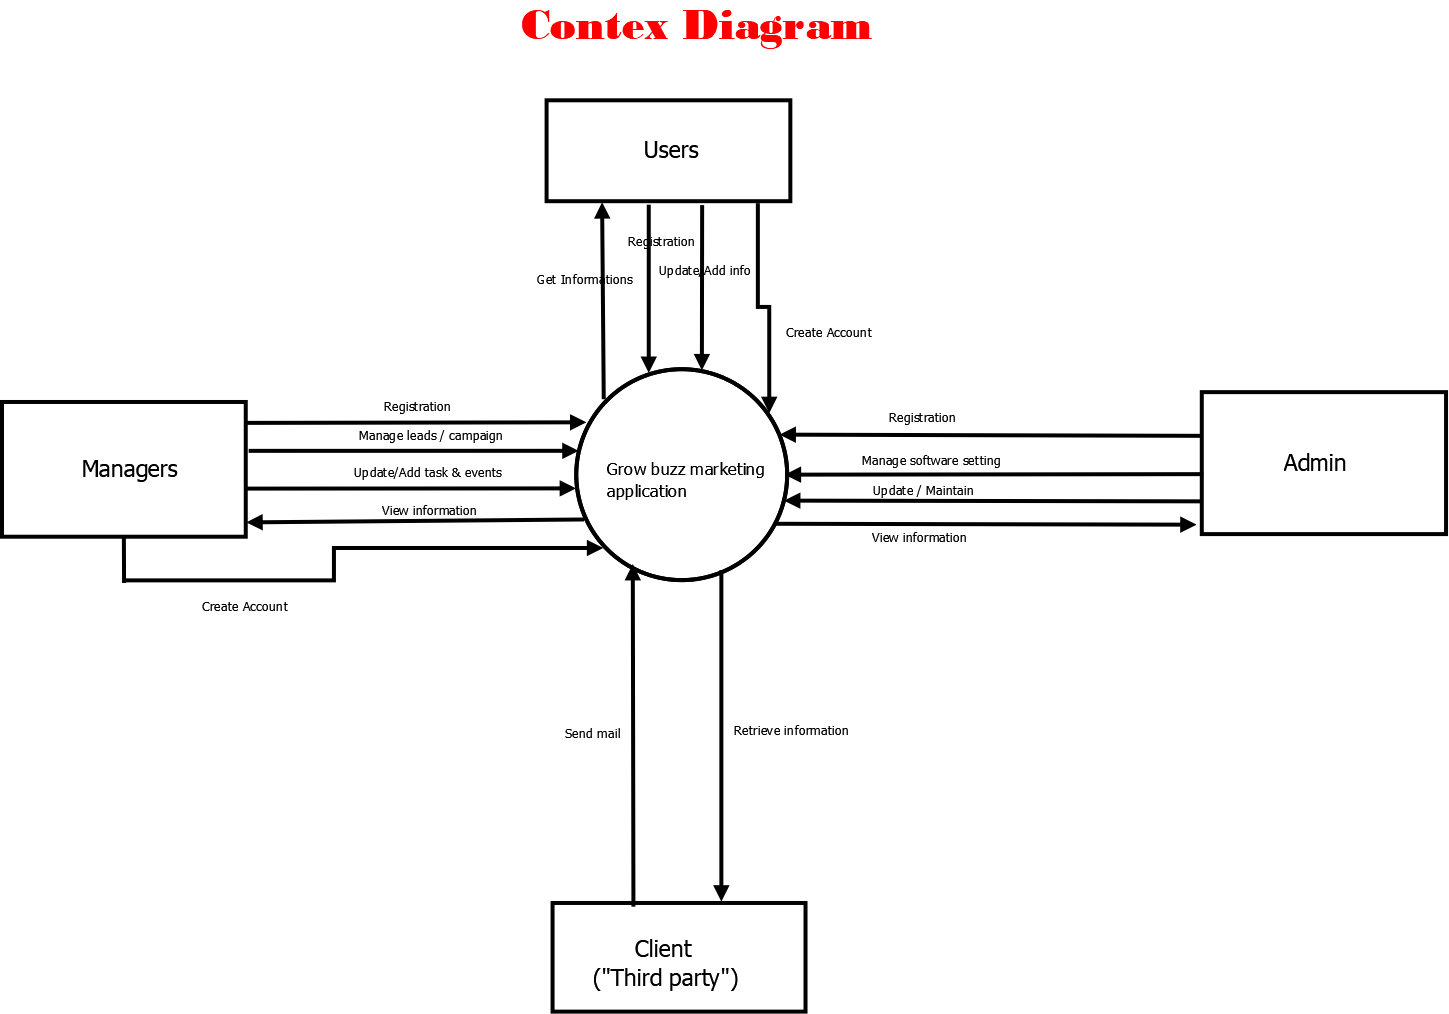 Contex Diagram
Users
Registration
Update/Add info
Get Informations
Create Account
Registration
Manage leads / campaign
Update/Add task & events
View information
Create Account
Managers
Grow buzz marketing
application
Registration
Manage software setting
Update / Maintain
View information
Admin
Send mail
Retrieve information
Client
("Third party")